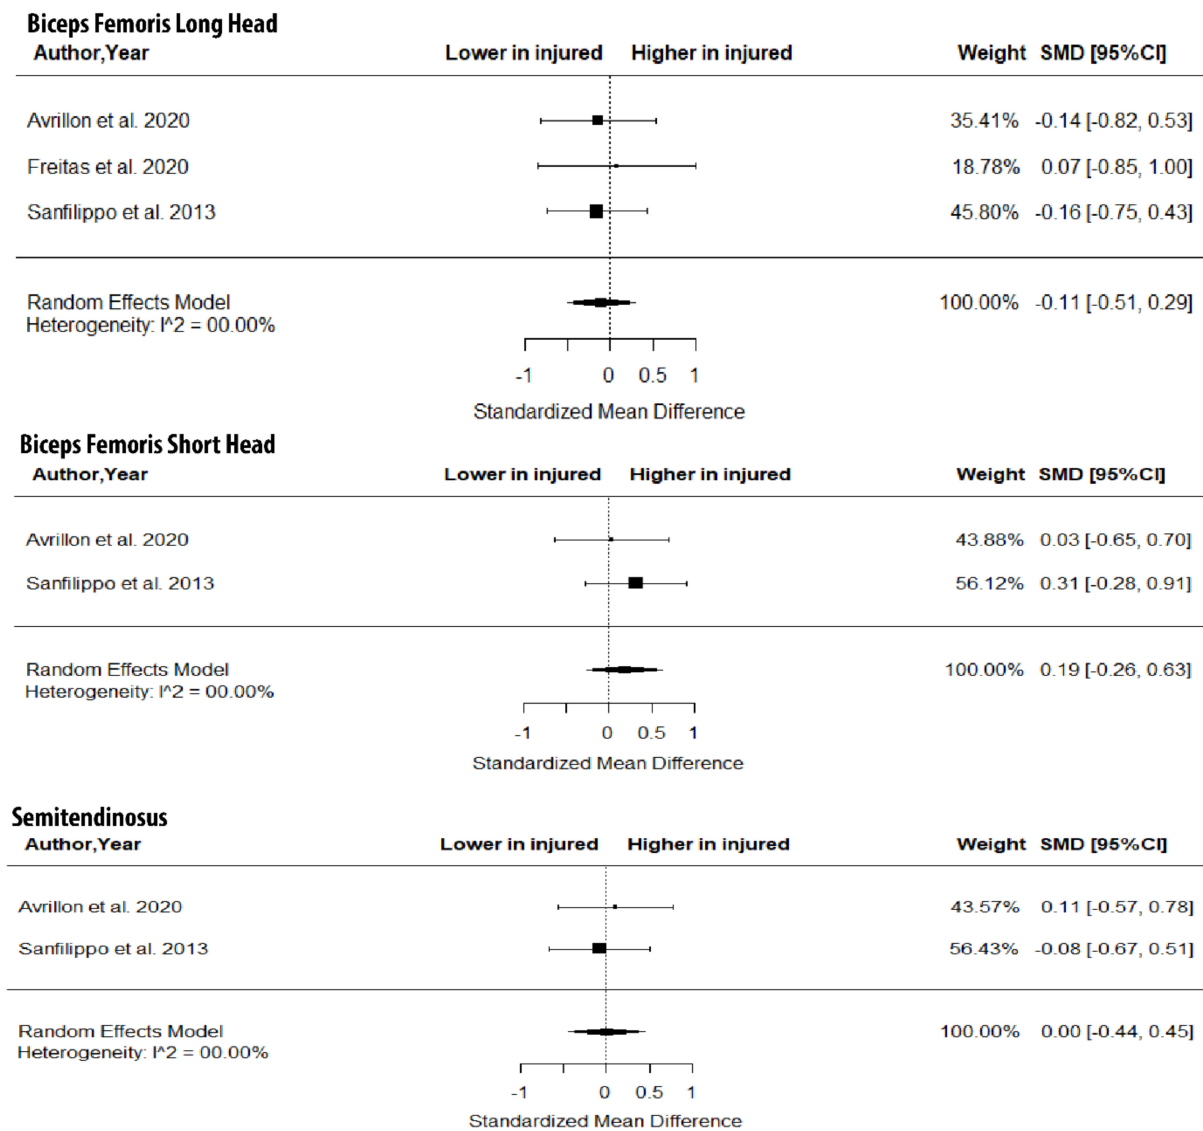 Biceps Femoris Long Head
Author,Year Lower in injured Higher in injured Weight SMD [95%CI]
Avrillon et al. 2020 35.41% -0.14 [-0.82, 0.53]
Freitas et al. 2020 18.78% 0.07 [-0.85, 1.00]
Sanfilippo et al. 2013 45.80% -0.16 [-0.75, 0.43]
Random Effects Model 100.00% -0.11 [-0.51, 0.29]
Heterogeneity: I^2 = 00.00%
-1 0 0.5 1
Standardized Mean Difference
Biceps Femoris Short Head
Author,Year Lower in injured Higher in injured Weight SMD [95%CI]
Avrillon et al. 2020 43.88% 0.03 [-0.65, 0.70]
Sanfilippo et al. 2013 56.12% 0.31 [-0.28, 0.91]
Random Effects Model 100.00% 0.19 [-0.26, 0.63]
Heterogeneity: I^2 = 00.00%
-1 0 0.5 1
Standardized Mean Difference
Semitendinosus
Author,Year Lower in injured Higher in injured Weight SMD [95%CI]
Avrillon et al. 2020 43.57% 0.11 [-0.57, 0.78]
Sanfilippo et al. 2013 56.43% -0.08 [-0.67, 0.51]
Random Effects Model 100.00% 0.00 [-0.44, 0.45]
Heterogeneity: I^2 = 00.00%
-1 0 0.5 1
Standardized Mean Difference